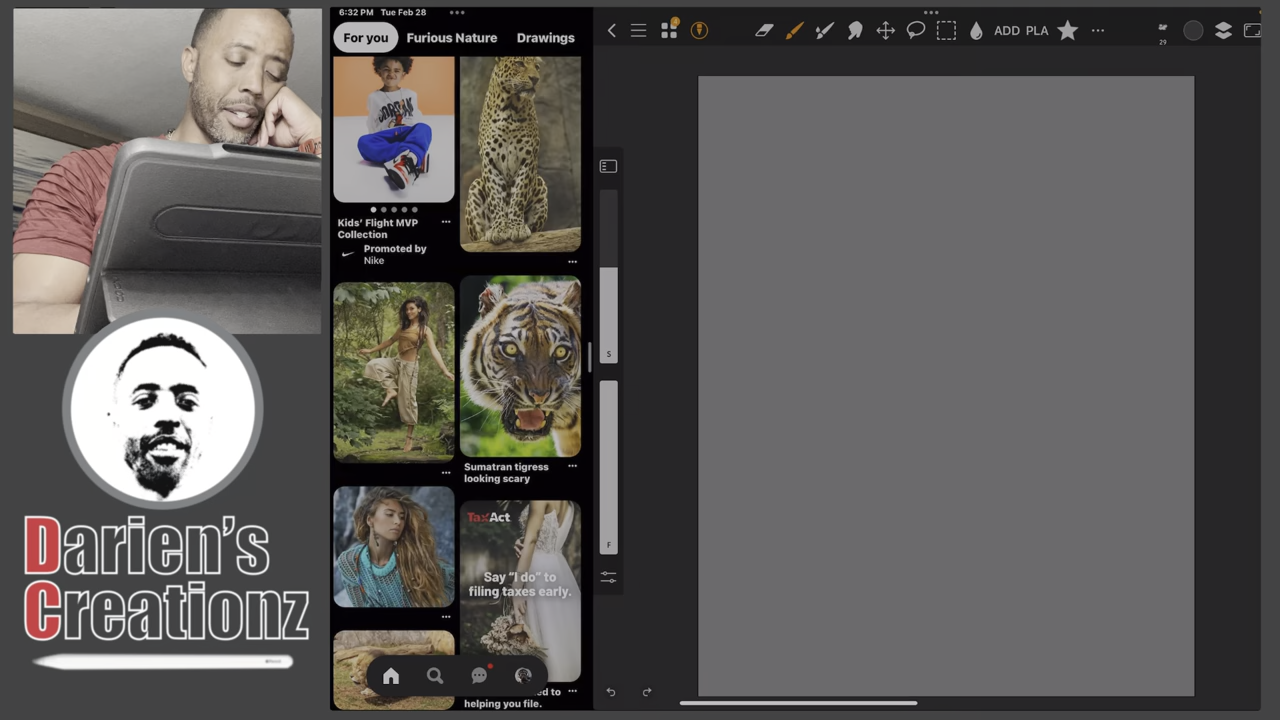 6:32 PM Tue Feb 28
For you
Furious Nature
Drawings
ADD
PLA
29
Kids' Flight MVP
Collection
Promoted by
Nike
Sumatran tigress
looking scary
TaxAct
Say "I do" to
filing taxes early.
helping you file.
S
F
Darien's
Creationz